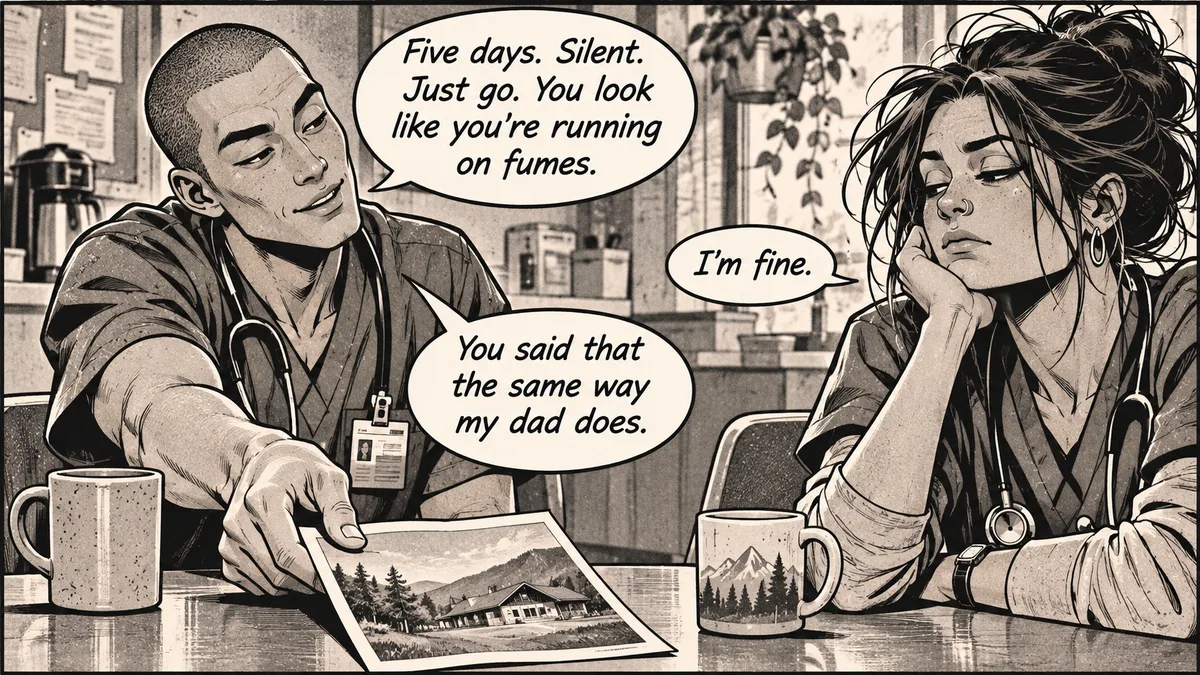 Five days. Silent.
Just go. You look
like you're running
on fumes.
I'm fine.
You said that
the same way
my dad does.